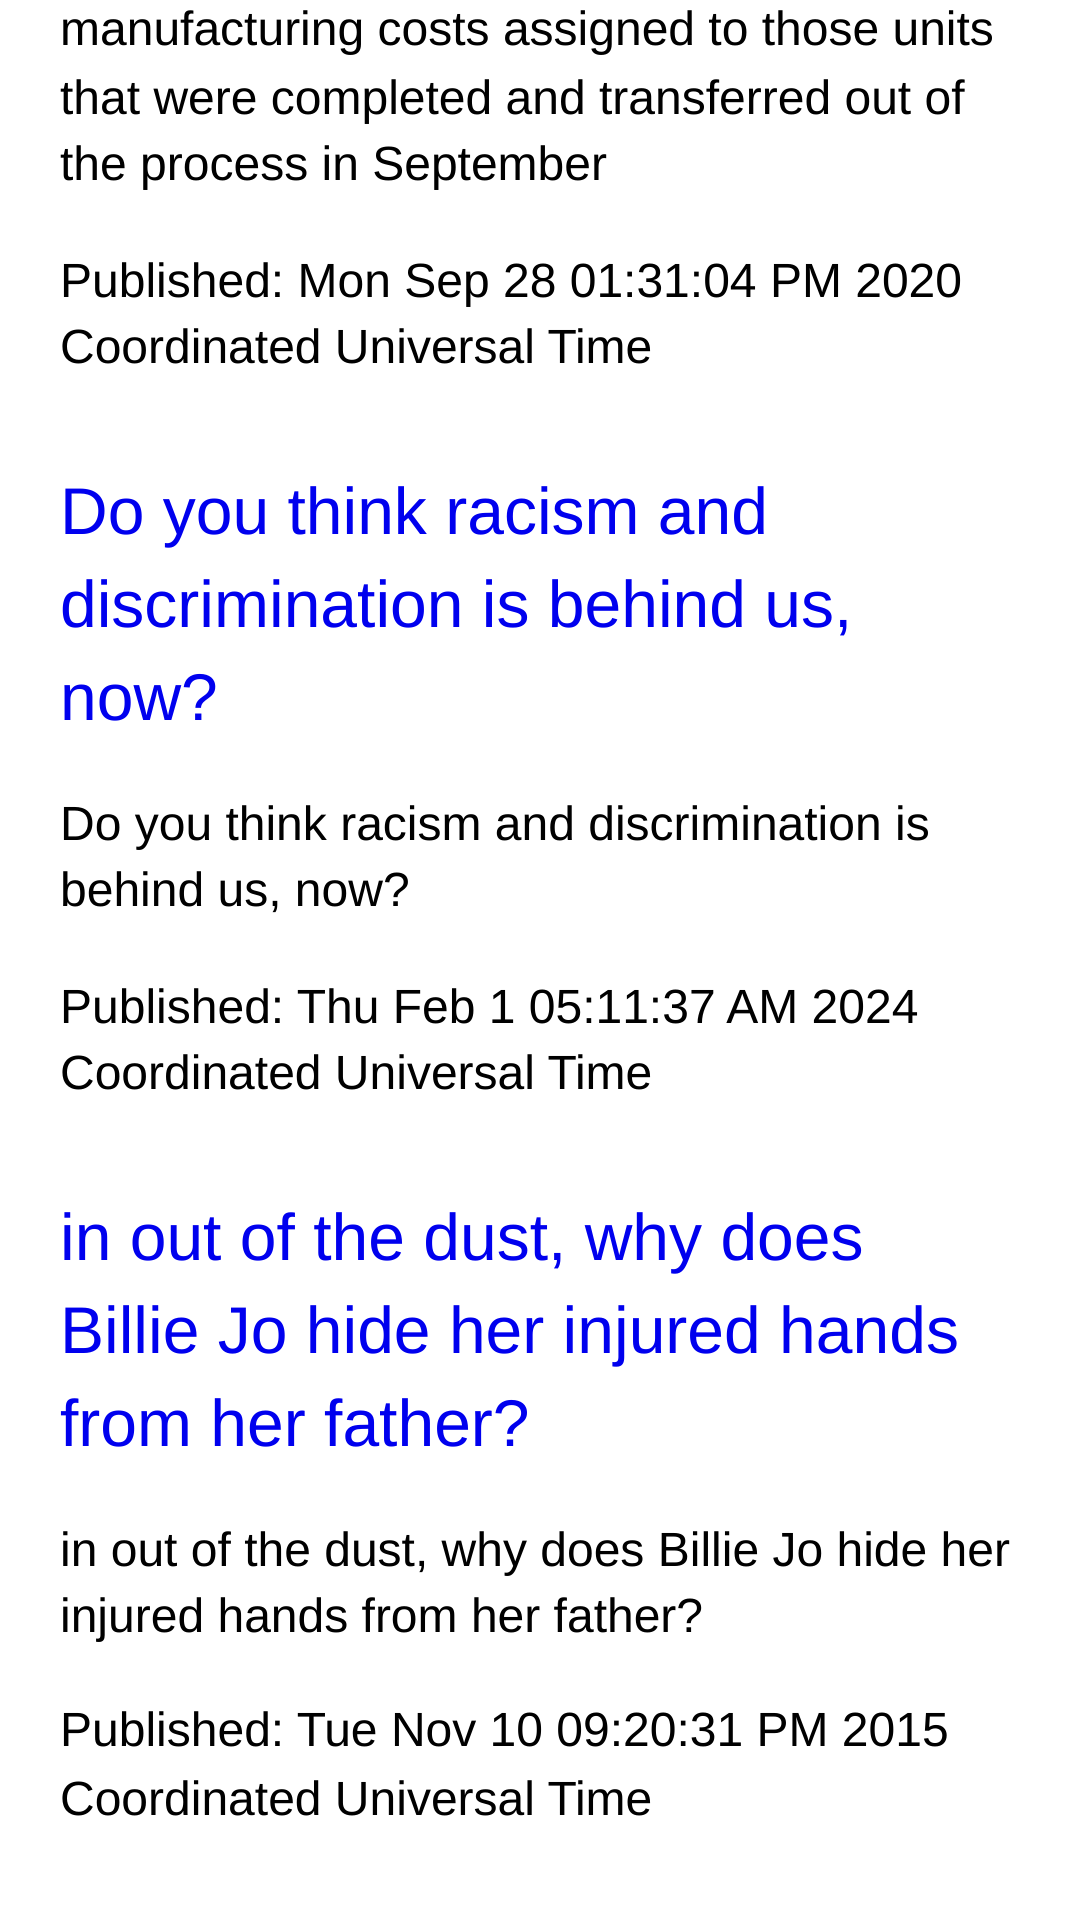 manufacturing costs assigned to those units
that were completed and transferred out of
the process in September
Published: Mon Sep 28 01:31:04 PM 2020
Coordinated Universal Time
Do you think racism and
discrimination is behind us,
now?
Do you think racism and discrimination is
behind us, now?
Published: Thu Feb 1 05:11:37 AM 2024
Coordinated Universal Time
in out of the dust, why does
Billie Jo hide her injured hands
from her father?
in out of the dust, why does Billie Jo hide her
injured hands from her father?
Published: Tue Nov 10 09:20:31 PM 2015
Coordinated Universal Time